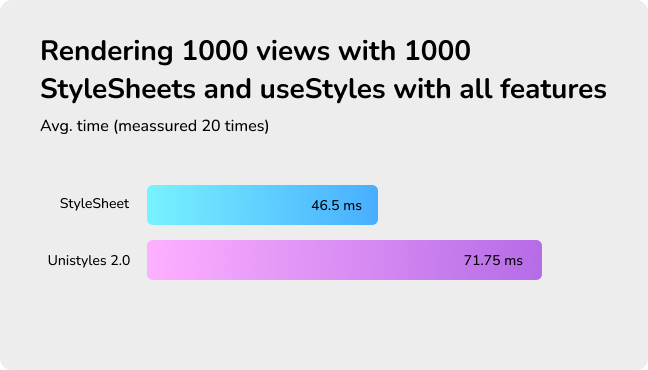 Rendering 1000 views with 1000
StyleSheets and useStyles with all features
Avg. time (meassured 20 times)
StyleSheet
46.5 ms
Unistyles 2.0
71.75 ms